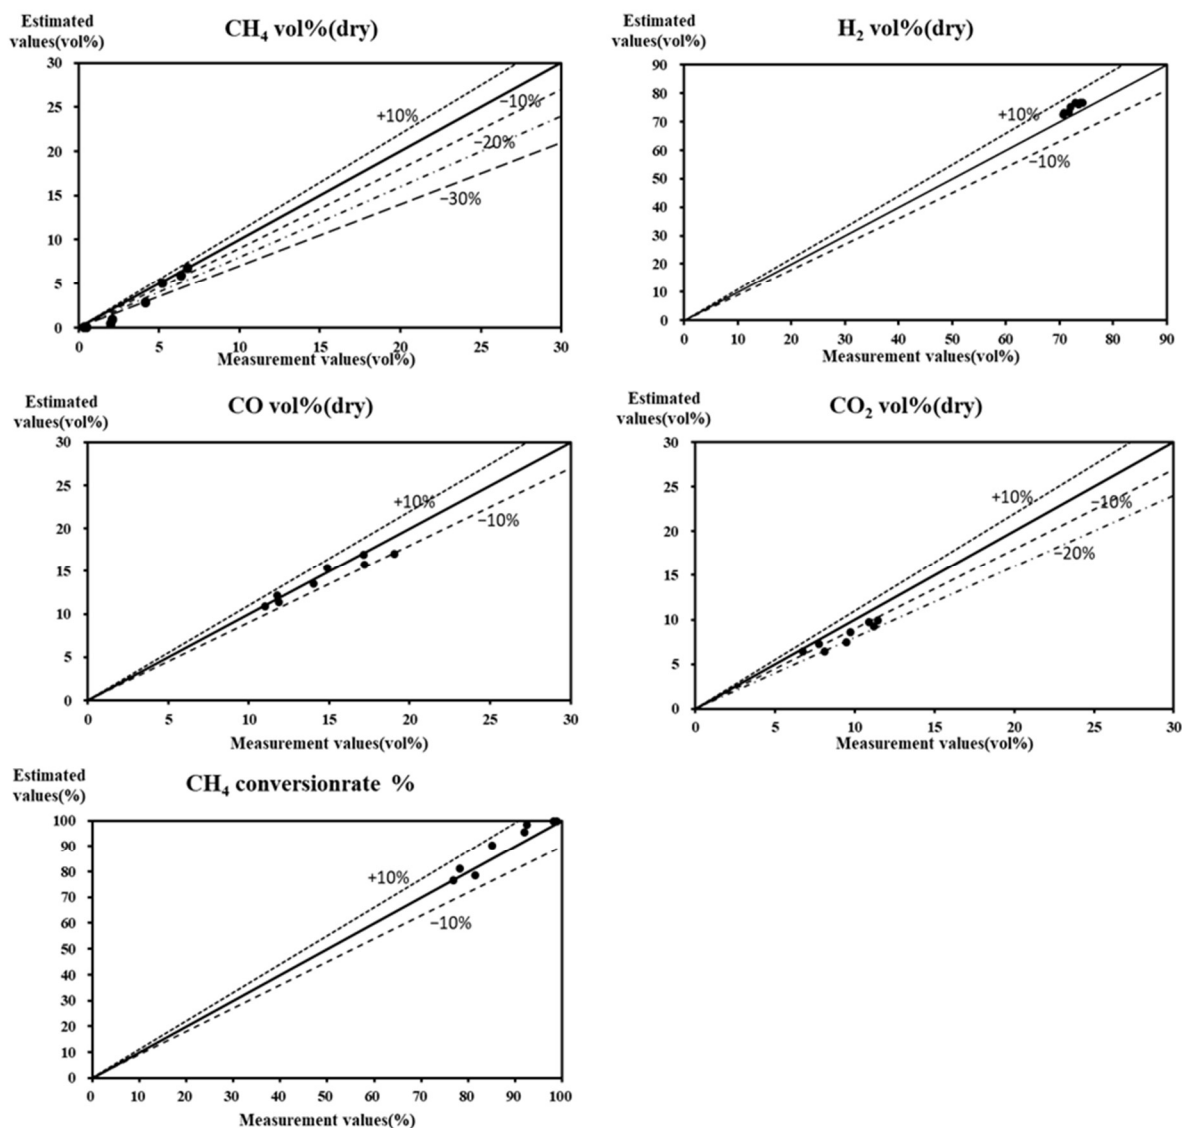 Estimated
values(vol%)
CH4 vol%(dry)
30
25
20
15
10
5
0
+10%
−10%
−20%
−30%
0 5 10 15 20 25 30
Measurement values(vol%)
Estimated
values(vol%)
H2 vol%(dry)
90
80
70
60
50
40
30
20
10
0
+10%
−10%
0 10 20 30 40 50 60 70 80 90
Measurement values(vol%)
Estimated
values(vol%)
CO vol%(dry)
30
25
20
15
10
5
0
+10%
−10%
0 5 10 15 20 25 30
Measurement values(vol%)
Estimated
values(vol%)
CO2 vol%(dry)
30
25
20
15
10
5
0
+10%
−10%
−20%
0 5 10 15 20 25 30
Measurement values(vol%)
Estimated
values(%)
CH4 conversionrate %
100
90
80
70
60
50
40
30
20
10
0
+10%
−10%
0 10 20 30 40 50 60 70 80 90 100
Measurement values(%)